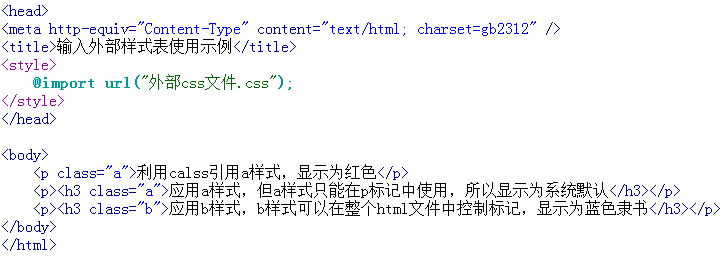 <head>
<meta http-equiv="Content-Type" content="text/html; charset=gb2312" />
<title>输入外部样式表使用示例</title>
<style>
    @import url("外部css文件.css");
</style>
</head>

<body>
    <p class="a">利用calss引用a样式，显示为红色</p>
    <p><h3 class="a">应用a样式，但a样式只能在p标记中使用，所以显示为系统默认</h3></p>
    <p><h3 class="b">应用b样式，b样式可以在整个html文件中控制标记，显示为蓝色隶书</h3></p>
</body>
</html>